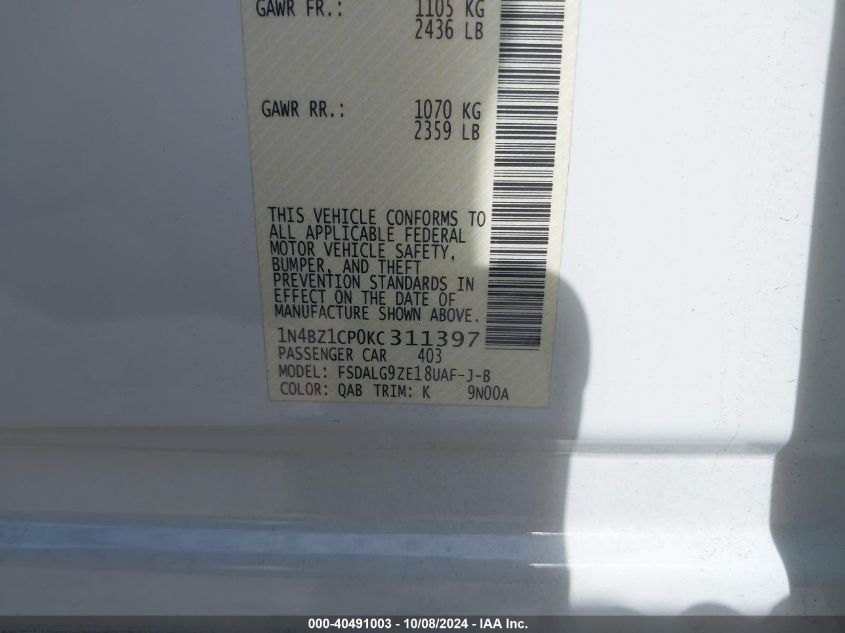 GAWR FR.: 1105 KG
2436 LB
GAWR RR.: 1070 KG
2359 LB
THIS VEHICLE CONFORMS TO
ALL APPLICABLE FEDERAL
MOTOR VEHICLE SAFETY,
BUMPER, AND THEFT
PREVENTION STANDARDS IN
EFFECT ON THE DATE OF
MANUFACTURE SHOWN ABOVE.
1N4BZ1CP0KC311397
PASSENGER CAR 403
MODEL: FSDALG9ZE18UAF-J-B
COLOR: QAB TRIM: K 9N00A
000-40491003 - 10/08/2024 - IAA Inc.